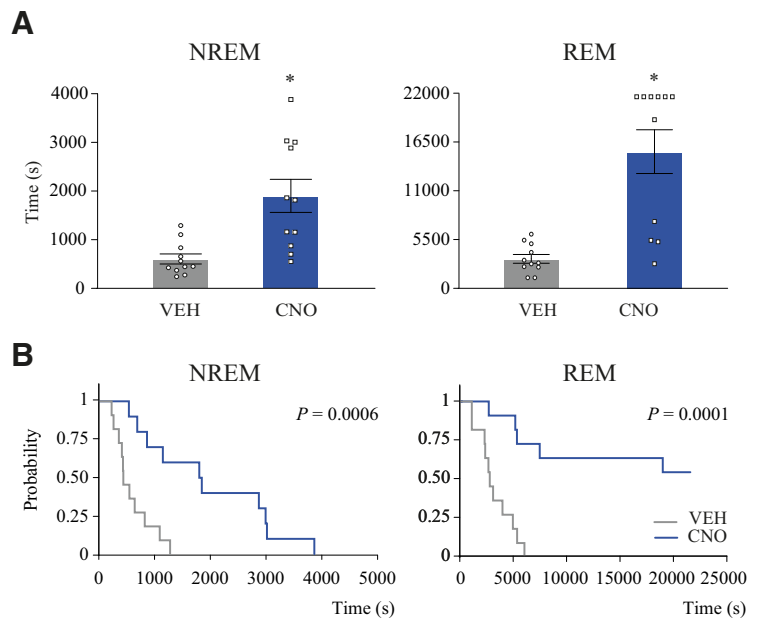 A
NREM
REM
*
*
4000
3000
2000
1000
0
Time (s)
VEH
CNO
22000
16500
11000
5500
0
VEH
CNO
B
NREM
REM
P = 0.0006
P = 0.0001
1
0.75
0.50
0.25
0
Probability
0 1000 2000 3000 4000 5000
Time (s)
1
0.75
0.50
0.25
0
VEH
CNO
0 5000 10000 15000 20000 25000
Time (s)